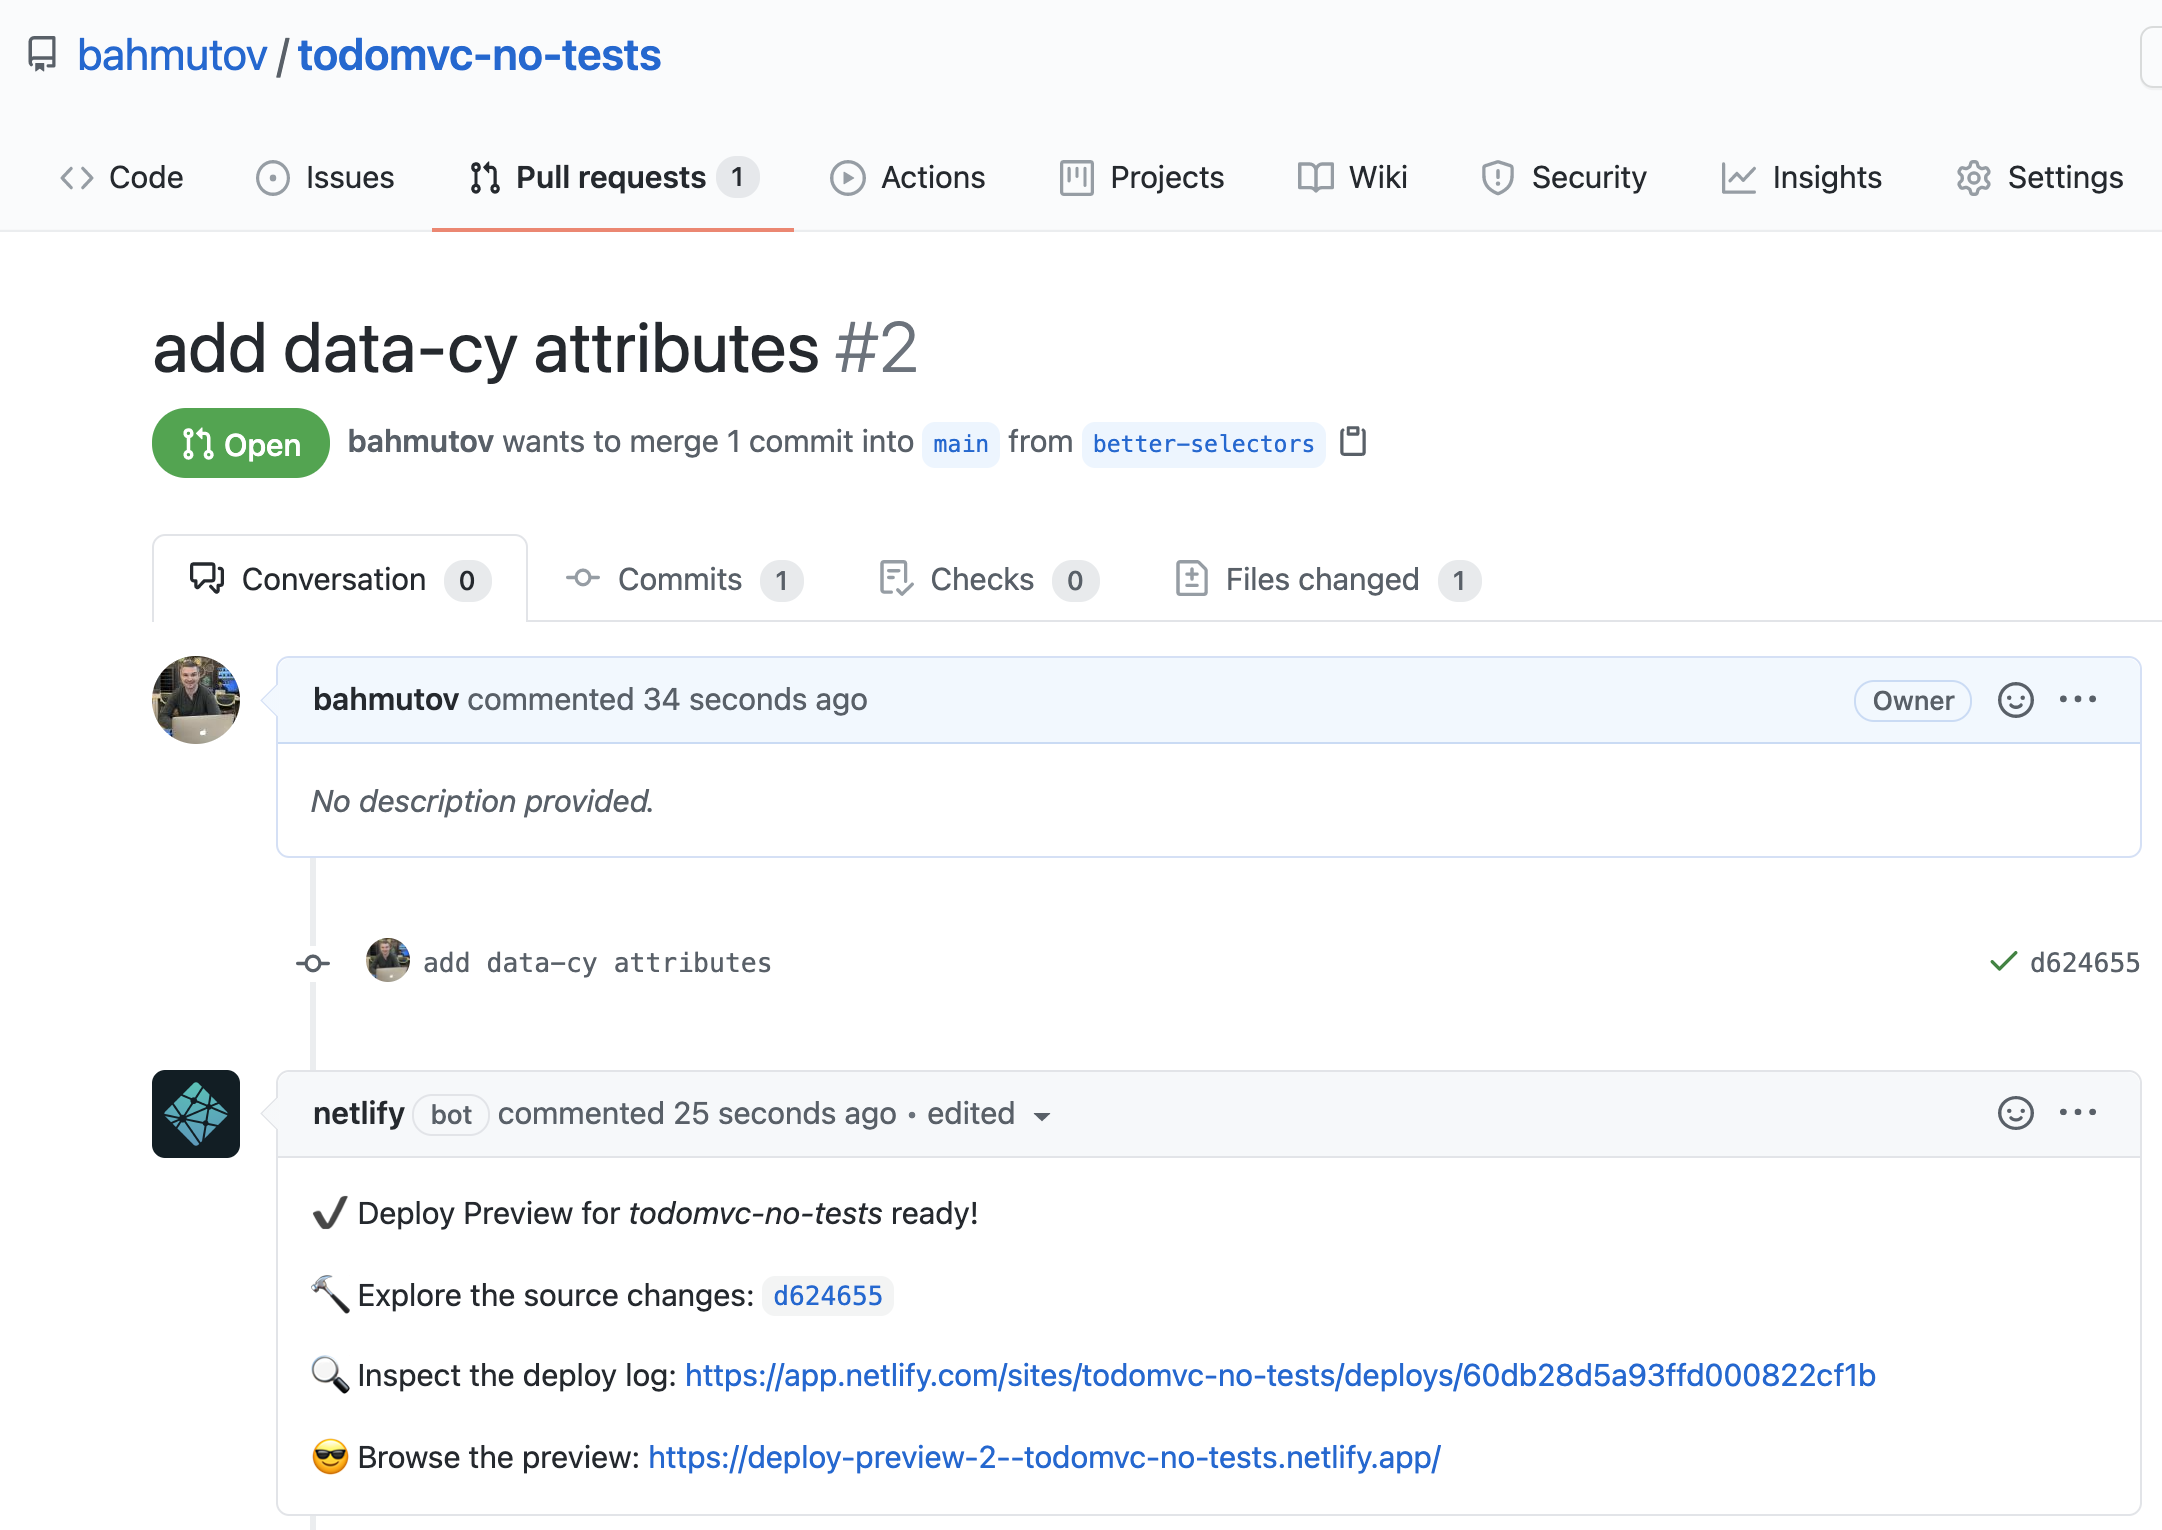 bahmutov / todomvc-no-tests
Code Issues Pull requests 1 Actions Projects Wiki Security Insights Settings
add data-cy attributes #2
Open bahmutov wants to merge 1 commit into main from better-selectors
Conversation 0 Commits 1 Checks 0 Files changed 1
bahmutov commented 34 seconds ago Owner
No description provided.
add data-cy attributes d624655
netlify bot commented 25 seconds ago • edited
✔️ Deploy Preview for todomvc-no-tests ready!
🔨 Explore the source changes: d624655
🔍 Inspect the deploy log: https://app.netlify.com/sites/todomvc-no-tests/deploys/60db28d5a93ffd000822cf1b
😎 Browse the preview: https://deploy-preview-2--todomvc-no-tests.netlify.app/